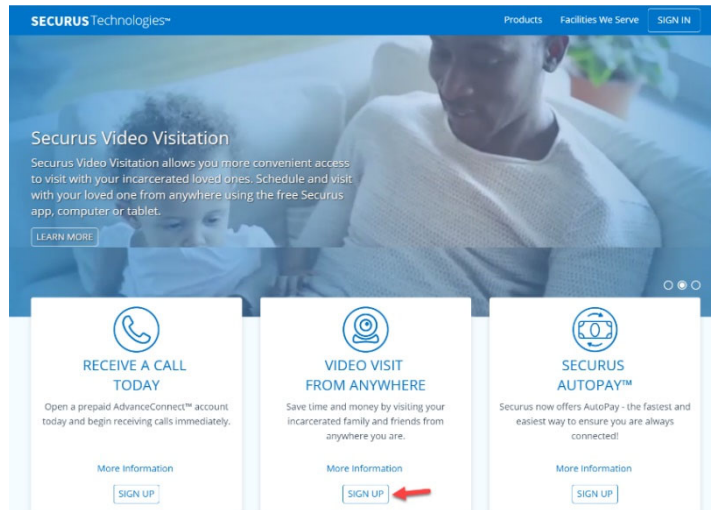 SECURUS Technologies™
Products Facilities We Serve SIGN IN
Securus Video Visitation
Securus Video Visitation allows you more convenient access
to visit with your incarcerated loved ones. Schedule and visit
with your loved one from anywhere using the free Securus
app, computer or tablet.
LEARN MORE
RECEIVE A CALL
TODAY
Open a prepaid AdvanceConnect™ account
today and begin receiving calls immediately.
More Information
SIGN UP
VIDEO VISIT
FROM ANYWHERE
Save time and money by visiting your
incarcerated family and friends from
anywhere you are.
More Information
SIGN UP
SECURUS
AUTOPAY™
Securus now offers AutoPay - the fastest and
easiest way to ensure you are always
connected!
More Information
SIGN UP